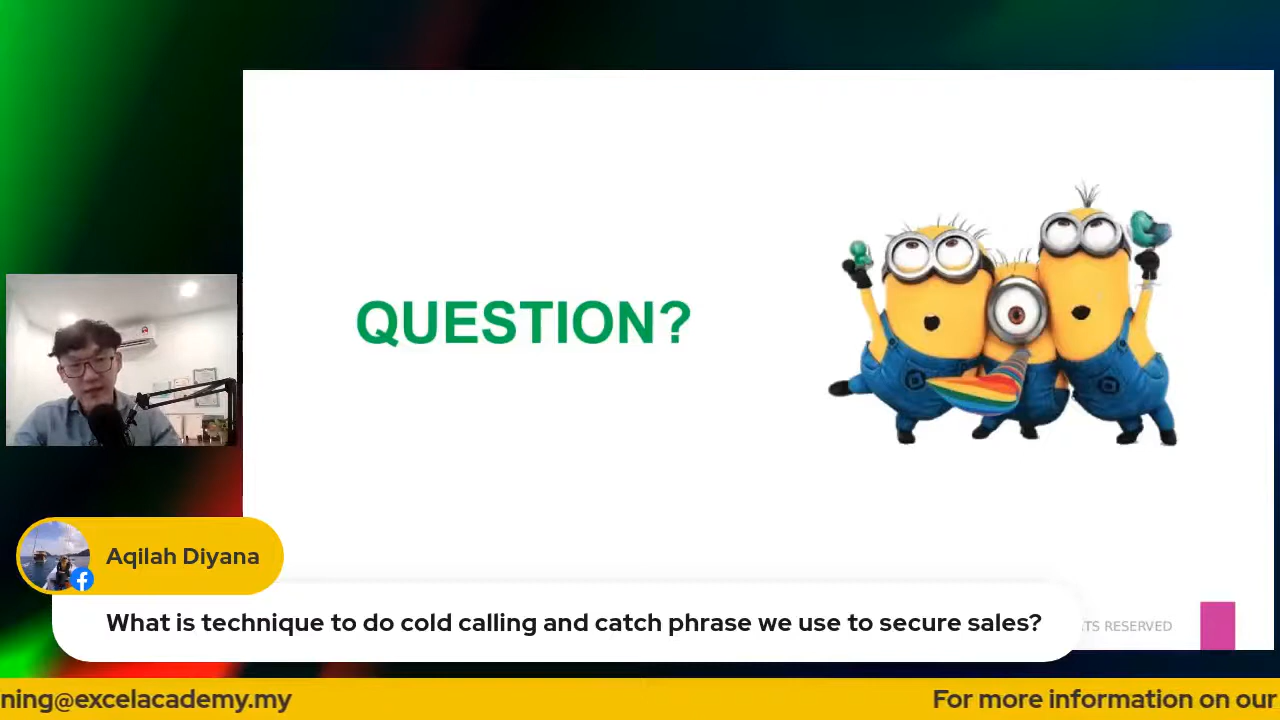 QUESTION?
Aqilah Diyana
What is technique to do cold calling and catch phrase we use to secure sales?
RESERVED
ning@excelacademy.my
For more information on our